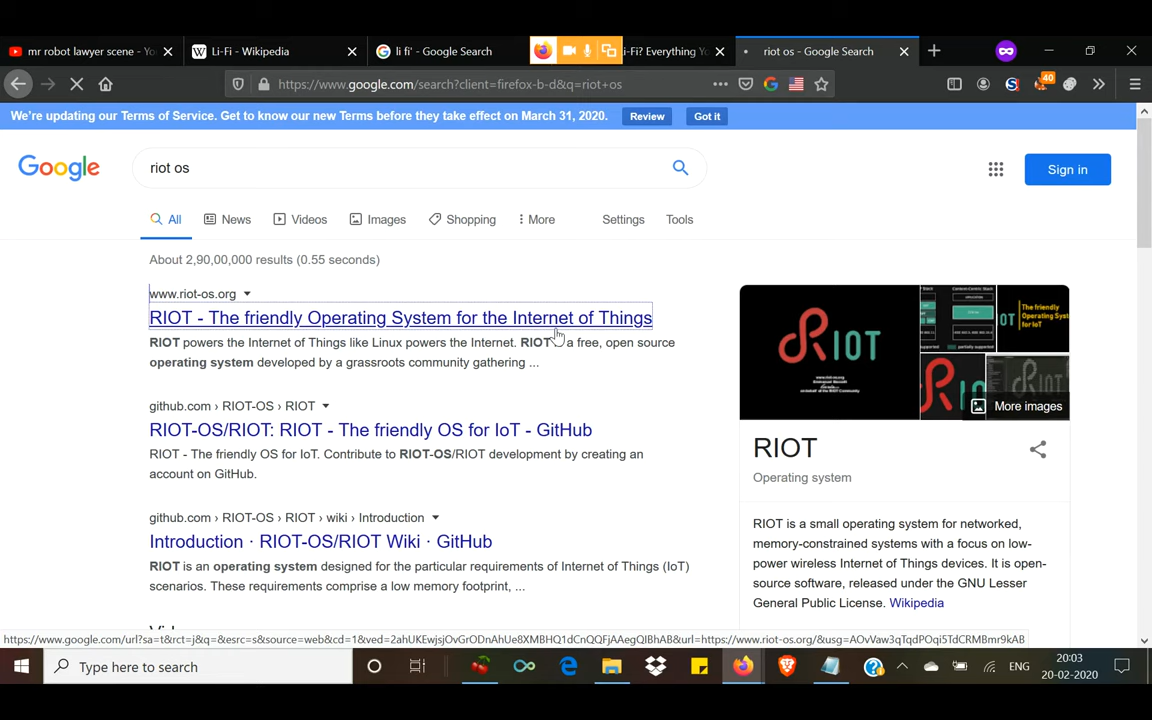 mr robot lawyer scene - Yo
Li-Fi - Wikipedia
li fi' - Google Search
i-Fi? Everything Yo
riot os - Google Search
https://www.google.com/search?client=firefox-b-d&q=riot+os
40
We're updating our Terms of Service. Get to know our new Terms before they take effect on March 31, 2020.
Review
Got it
Google
riot os
Sign in
All
News
Videos
Images
Shopping
More
Settings
Tools
About 2,90,00,000 results (0.55 seconds)
www.riot-os.org
RIOT - The friendly Operating System for the Internet of Things
RIOT powers the Internet of Things like Linux powers the Internet. RIOT a free, open source
operating system developed by a grassroots community gathering ...
github.com › RIOT-OS › RIOT
RIOT-OS/RIOT: RIOT - The friendly OS for IoT - GitHub
RIOT - The friendly OS for IoT. Contribute to RIOT-OS/RIOT development by creating an
account on GitHub.
github.com › RIOT-OS › RIOT › wiki › Introduction
Introduction · RIOT-OS/RIOT Wiki · GitHub
RIOT is an operating system designed for the particular requirements of Internet of Things (IoT)
scenarios. These requirements comprise a low memory footprint, ...
RIOT
The friendly
Operating Sy
for IoT
More images
RIOT
Operating system
RIOT is a small operating system for networked,
memory-constrained systems with a focus on low-
power wireless Internet of Things devices. It is open-
source software, released under the GNU Lesser
General Public License. Wikipedia
https://www.google.com/url?sa=t&rct=j&q=&esrc=s&source=web&cd=1&ved=2ahUKEwjsjOvGrODnAhUe8XMBHQ1dCnQQFjAAegQIBhAB&url=https://www.riot-os.org/&usg=AOvVaw3qTqdPOqi5TdCRMBmr9kAB
Type here to search
ENG
20:03
20-02-2020